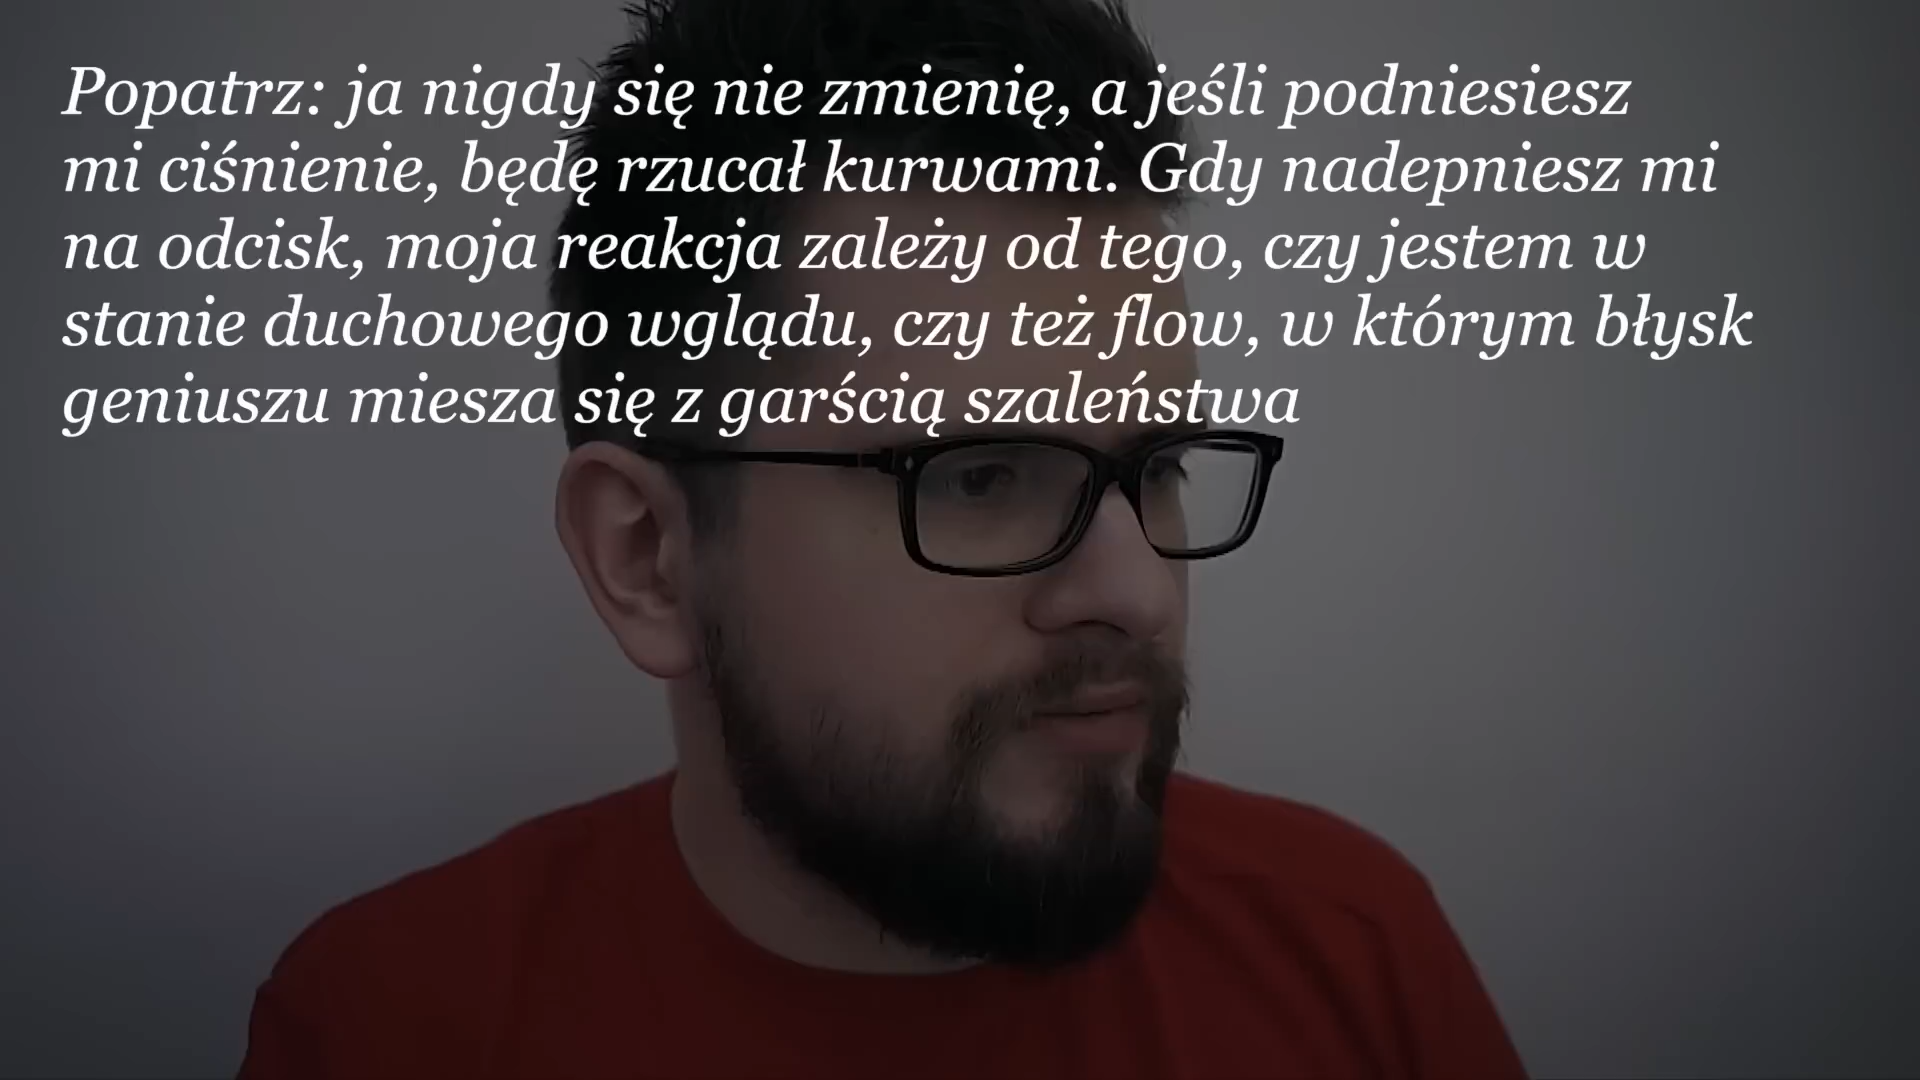 Popatrz: ja nigdy się nie zmienię, a jeśli podniesiesz
mi ciśnienie, będę rzucał kurwami. Gdy nadepniesz mi
na odcisk, moja reakcja zależy od tego, czy jestem w
stanie duchowego wglądu, czy też flow, w którym błysk
geniuszu miesza się z garścią szaleństwa